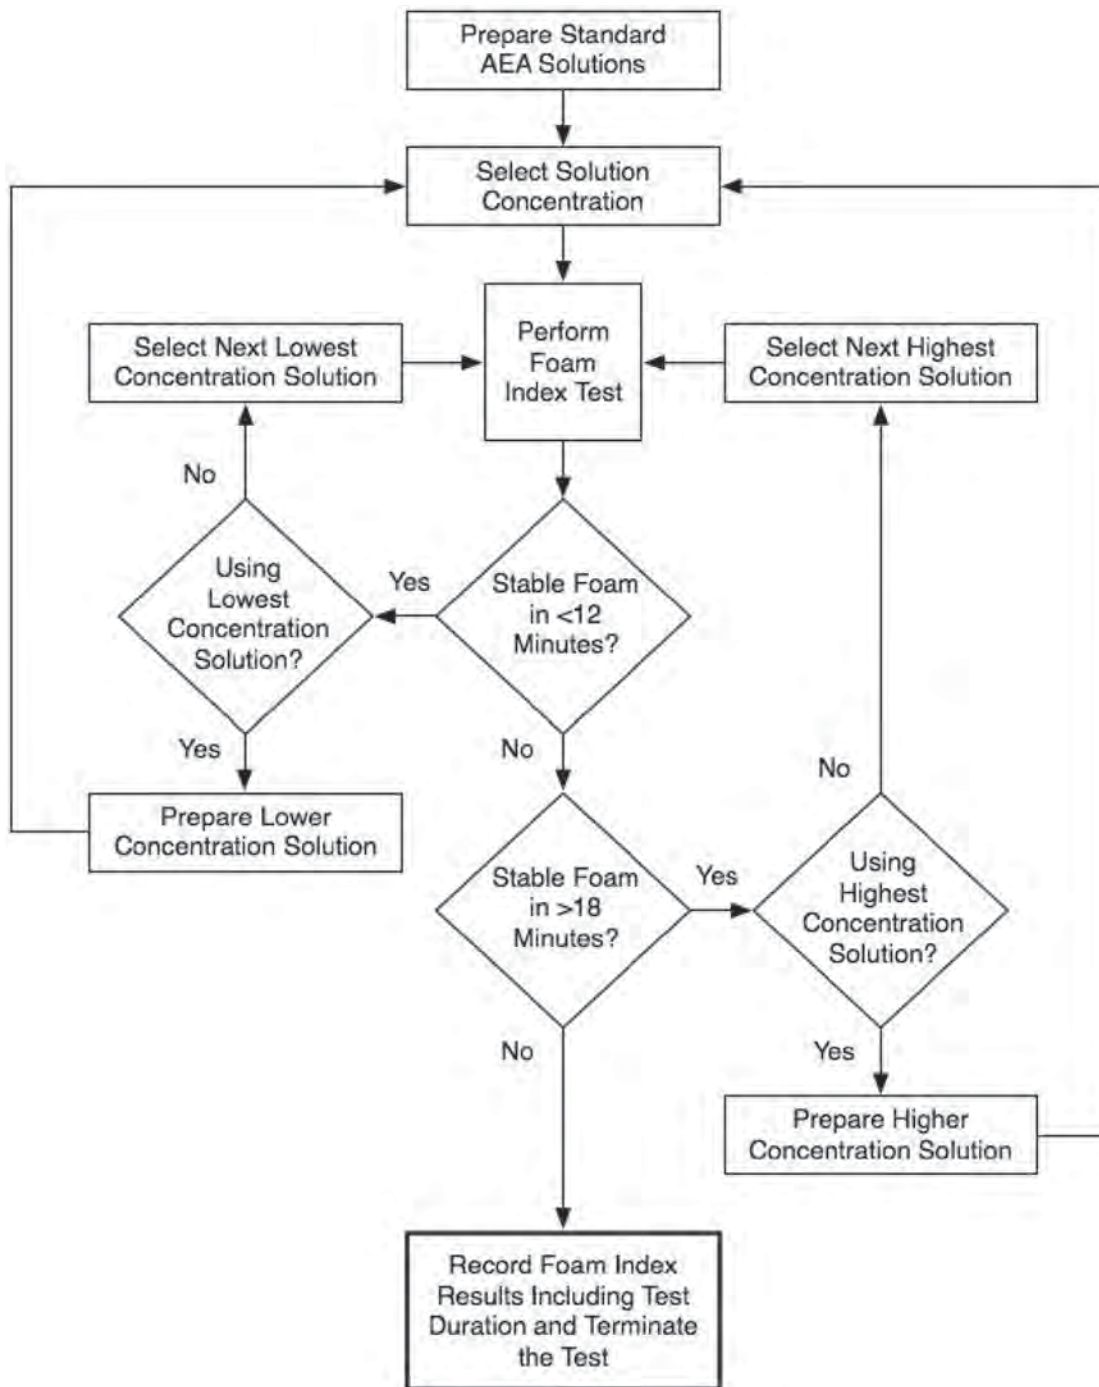 Prepare Standard
AEA Solutions
Select Solution
Concentration
Select Next Lowest
Concentration Solution
Perform
Foam
Index Test
Select Next Highest
Concentration Solution
No
Using
Lowest
Concentration
Solution?
Yes
Stable Foam
in <12
Minutes?
Yes
No
No
Prepare Lower
Concentration Solution
Stable Foam
in >18
Minutes?
Yes
Using
Highest
Concentration
Solution?
No
Yes
Prepare Higher
Concentration Solution
Record Foam Index
Results Including Test
Duration and Terminate
the Test